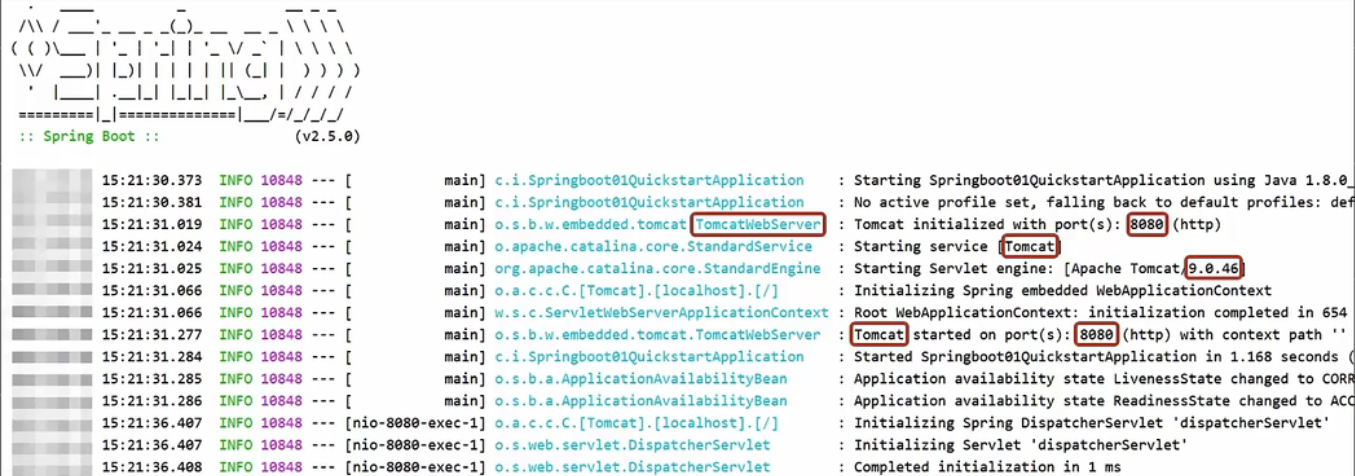 :: Spring Boot :: (v2.5.0)
15:21:30.373 INFO 10848 --- [ main] c.i.Springboot01QuickstartApplication : Starting Springboot01QuickstartApplication using Java 1.8.0_
15:21:30.381 INFO 10848 --- [ main] c.i.Springboot01QuickstartApplication : No active profile set, falling back to default profiles: def
15:21:31.019 INFO 10848 --- [ main] o.s.b.w.embedded.tomcat.TomcatWebServer : Tomcat initialized with port(s): 8080 (http)
15:21:31.024 INFO 10848 --- [ main] o.apache.catalina.core.StandardService : Starting service [Tomcat]
15:21:31.025 INFO 10848 --- [ main] org.apache.catalina.core.StandardEngine : Starting Servlet engine: [Apache Tomcat/9.0.46]
15:21:31.066 INFO 10848 --- [ main] o.a.c.c.C.[Tomcat].[localhost].[/] : Initializing Spring embedded WebApplicationContext
15:21:31.066 INFO 10848 --- [ main] w.s.c.ServletWebServerApplicationContext : Root WebApplicationContext: initialization completed in 654
15:21:31.277 INFO 10848 --- [ main] o.s.b.w.embedded.tomcat.TomcatWebServer : Tomcat started on port(s): 8080 (http) with context path ''
15:21:31.284 INFO 10848 --- [ main] c.i.Springboot01QuickstartApplication : Started Springboot01QuickstartApplication in 1.168 seconds (
15:21:31.285 INFO 10848 --- [ main] o.s.b.a.ApplicationAvailabilityBean : Application availability state LivenessState changed to CORR
15:21:31.286 INFO 10848 --- [ main] o.s.b.a.ApplicationAvailabilityBean : Application availability state ReadinessState changed to ACC
15:21:36.407 INFO 10848 --- [nio-8080-exec-1] o.a.c.c.C.[Tomcat].[localhost].[/] : Initializing Spring DispatcherServlet 'dispatcherServlet'
15:21:36.407 INFO 10848 --- [nio-8080-exec-1] o.s.web.servlet.DispatcherServlet : Initializing Servlet 'dispatcherServlet'
15:21:36.408 INFO 10848 --- [nio-8080-exec-1] o.s.web.servlet.DispatcherServlet : Completed initialization in 1 ms